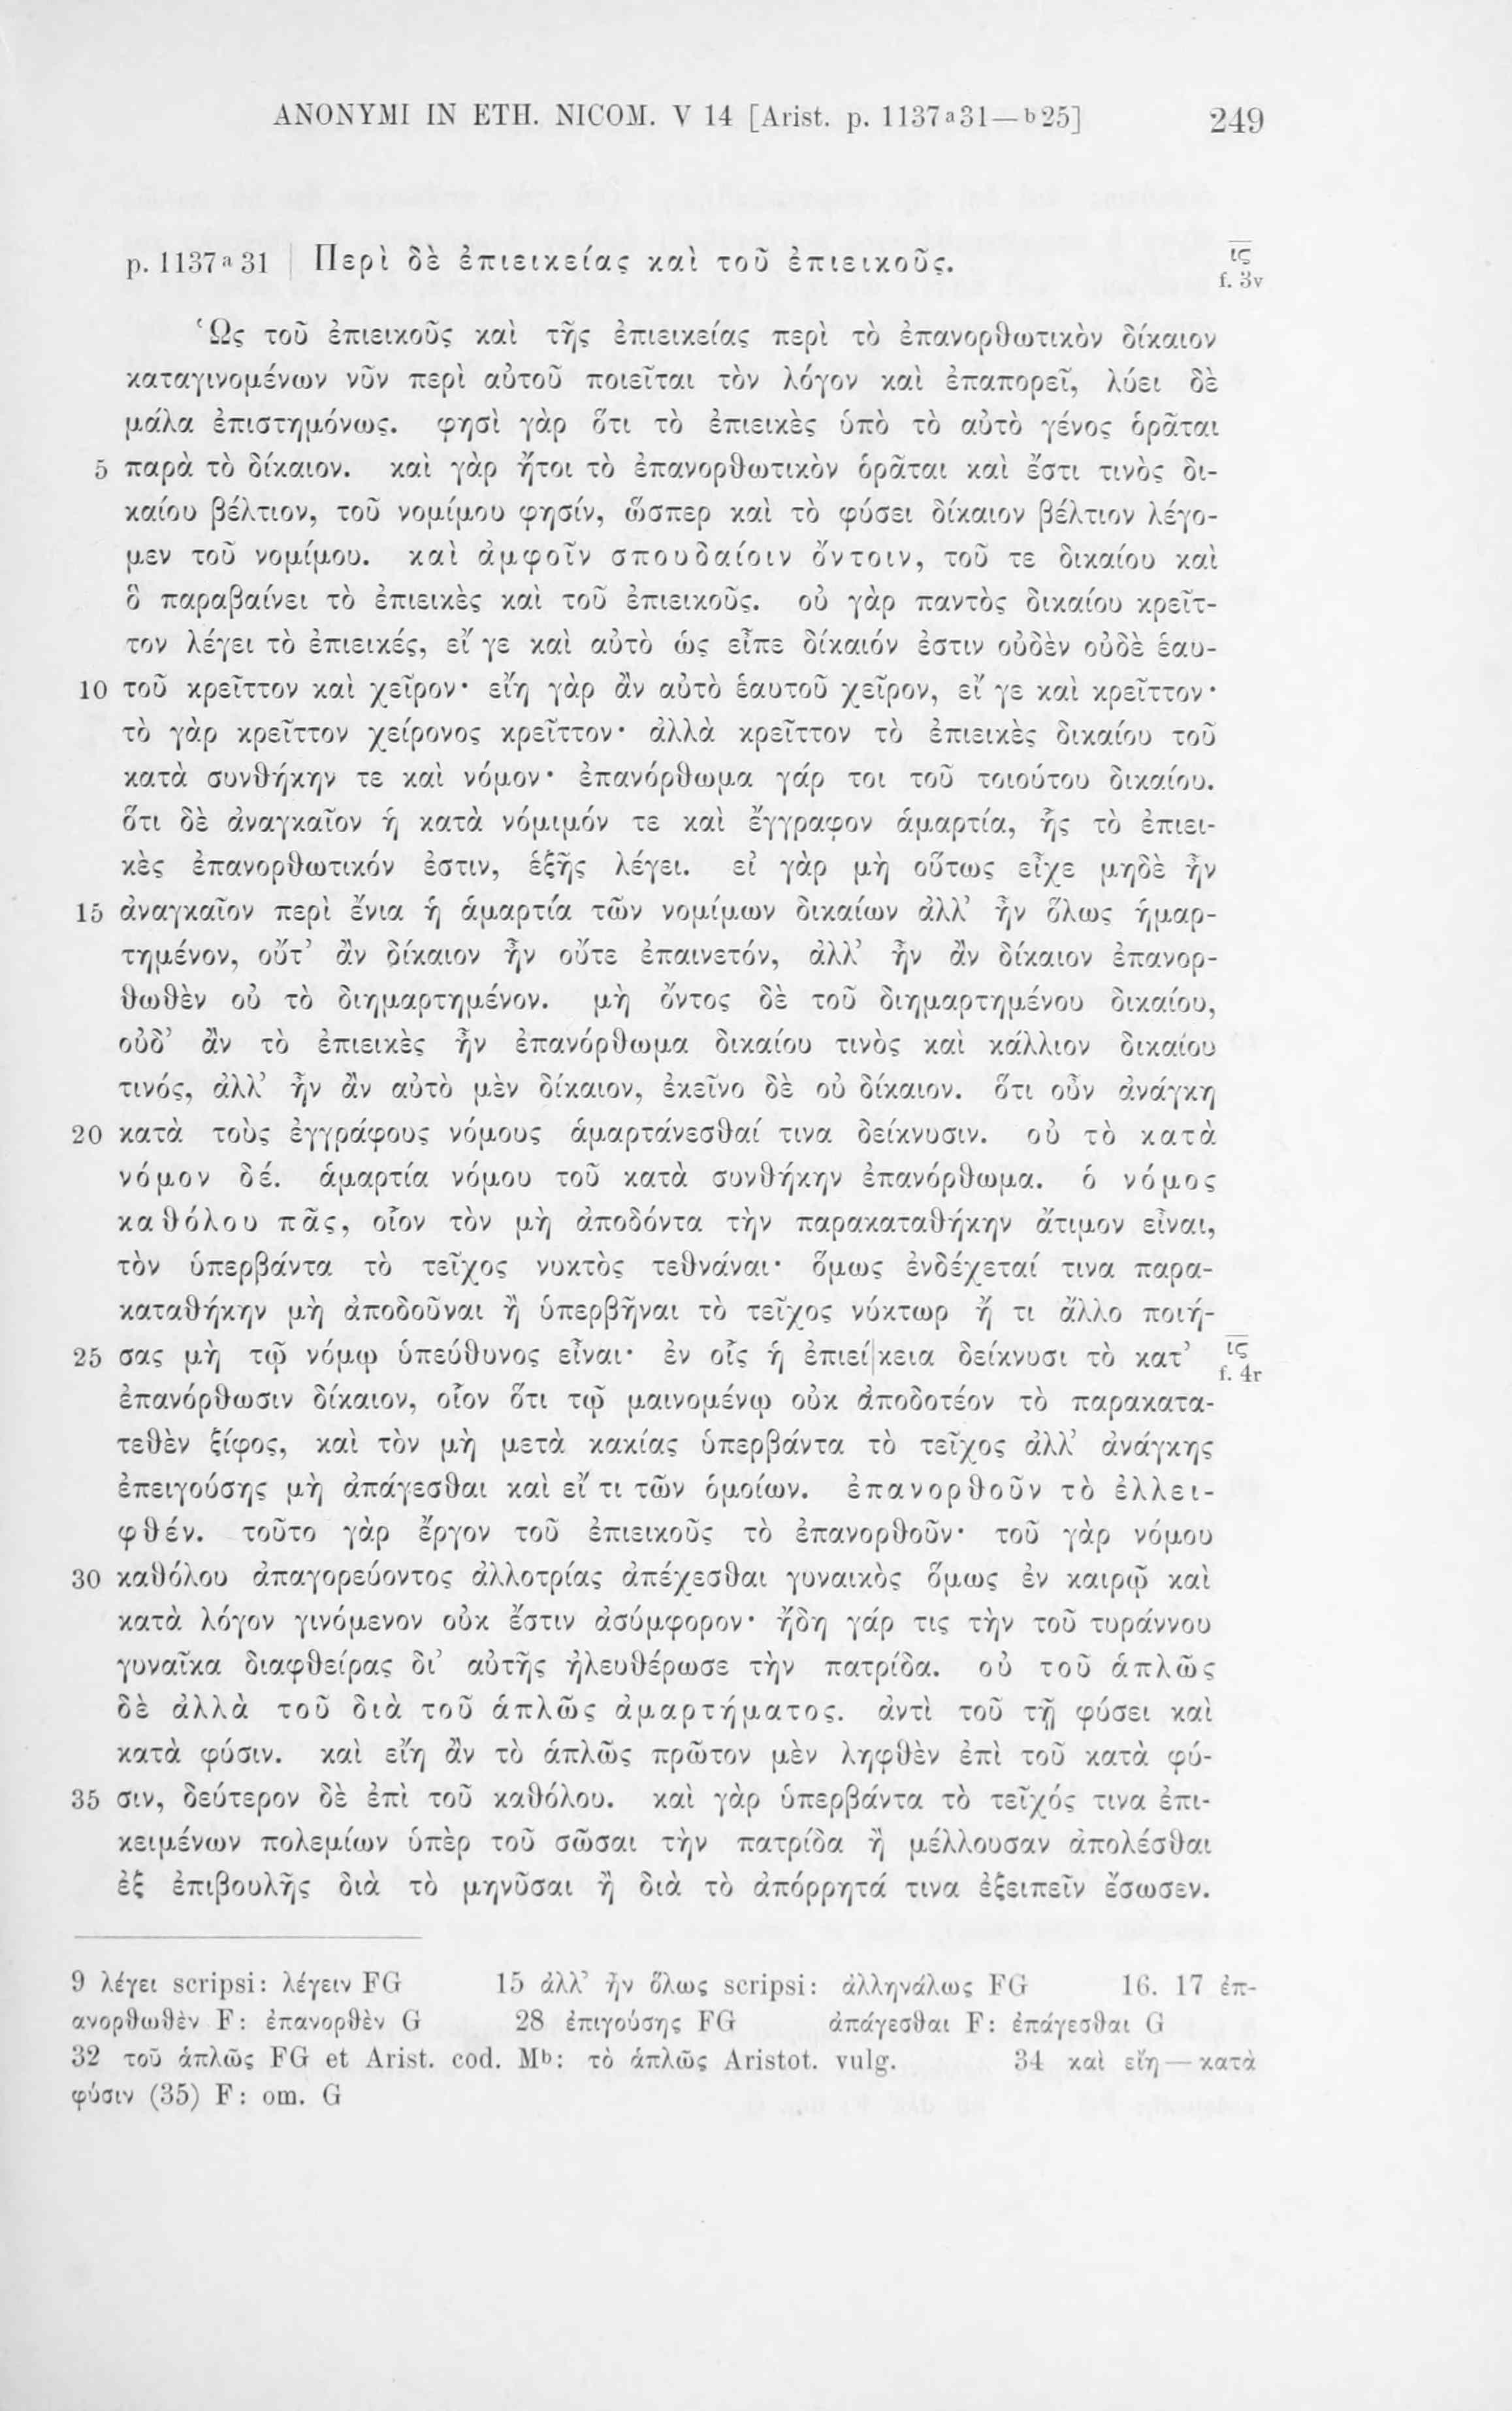 ANONYMI IN ETH. NICOM. V 14 [Arist. p. 1137a31—b25] 249
p. 1137a31 | Περὶ δὲ ἐπιεικείας καὶ τοῦ ἐπιεικοῦς. ις
f. 3v
Ὡς τοῦ ἐπιεικοῦς καὶ τῆς ἐπιεικείας περὶ τὸ ἐπανορθωτικὸν δίκαιον
καταγινομένων νῦν περὶ αὐτοῦ ποιεῖται τὸν λόγον καὶ ἐπαπορεῖ, λύει δὲ
μάλα ἐπιστημόνως. φησὶ γὰρ ὅτι τὸ ἐπιεικὲς ὑπὸ τὸ αὐτὸ γένος ὁρᾶται
5 παρὰ τὸ δίκαιον. καὶ γὰρ ἤτοι τὸ ἐπανορθωτικὸν ὁρᾶται καὶ ἔστι τινὸς δι-
καίου βέλτιον, τοῦ νομίμου φησίν, ὥσπερ καὶ τὸ φύσει δίκαιον βέλτιον λέγο-
μεν τοῦ νομίμου. καὶ ἀμφοῖν σπουδαίοιν ὄντοιν, τοῦ τε δικαίου καὶ
ὃ παραβαίνει τὸ ἐπιεικὲς καὶ τοῦ ἐπιεικοῦς. οὐ γὰρ παντὸς δικαίου κρεῖτ-
τον λέγει τὸ ἐπιεικές, εἴ γε καὶ αὐτὸ ὡς εἶπε δίκαιόν ἐστιν οὐδὲν οὐδὲ ἑαυ-
10 τοῦ κρεῖττον καὶ χεῖρον· εἴη γὰρ ἂν αὐτὸ ἑαυτοῦ χεῖρον, εἴ γε καὶ κρεῖττον·
τὸ γὰρ κρεῖττον χείρονος κρεῖττον· ἀλλὰ κρεῖττον τὸ ἐπιεικὲς δικαίου τοῦ
κατὰ συνθήκην τε καὶ νόμον· ἐπανόρθωμα γάρ τοι τοῦ τοιούτου δικαίου.
ὅτι δὲ ἀναγκαῖον ἡ κατὰ νόμιμόν τε καὶ ἔγγραφον ἁμαρτία, ἧς τὸ ἐπιει-
κὲς ἐπανορθωτικόν ἐστιν, ἑξῆς λέγει. εἰ γὰρ μὴ οὕτως εἶχε μηδὲ ἦν
15 ἀναγκαῖον περὶ ἔνια ἡ ἁμαρτία τῶν νομίμων δικαίων ἀλλ’ ἦν ὅλως ἡμαρ-
τημένον, οὔτ’ ἂν δίκαιον ἦν οὔτε ἐπαινετόν, ἀλλ’ ἦν ἂν δίκαιον ἐπανορ-
θωθὲν οὐ τὸ διημαρτημένον. μὴ ὄντος δὲ τοῦ διημαρτημένου δικαίου,
οὐδ’ ἂν τὸ ἐπιεικὲς ἦν ἐπανόρθωμα δικαίου τινὸς καὶ κάλλιον δικαίου
τινός, ἀλλ’ ἦν ἂν αὐτὸ μὲν δίκαιον, ἐκεῖνο δὲ οὐ δίκαιον. ὅτι οὖν ἀνάγκη
20 κατὰ τοὺς ἐγγράφους νόμους ἁμαρτάνεσθαί τινα δείκνυσιν. οὐ τὸ κατὰ
νόμον δέ. ἁμαρτία νόμου τοῦ κατὰ συνθήκην ἐπανόρθωμα. ὁ νόμος
καθόλου πᾶς, οἷον τὸν μὴ ἀποδόντα τὴν παρακαταθήκην ἄτιμον εἶναι,
τὸν ὑπερβάντα τὸ τεῖχος νυκτὸς τεθνάναι· ὅμως ἐνδέχεταί τινα παρα-
καταθήκην μὴ ἀποδοῦναι ἢ ὑπερβῆναι τὸ τεῖχος νύκτωρ ἤ τι ἄλλο ποιή-
25 σας μὴ τῷ νόμῳ ὑπεύθυνος εἶναι· ἐν οἷς ἡ ἐπιεί|κεια δείκνυσι τὸ κατ’ ις
f. 4r
ἐπανόρθωσιν δίκαιον, οἷον ὅτι τῷ μαινομένῳ οὐκ ἀποδοτέον τὸ παρακατα-
τεθὲν ξίφος, καὶ τὸν μὴ μετὰ κακίας ὑπερβάντα τὸ τεῖχος ἀλλ’ ἀνάγκης
ἐπειγούσης μὴ ἀπάγεσθαι καὶ εἴ τι τῶν ὁμοίων. ἐπανορθοῦν τὸ ἐλλει-
φθέν. τοῦτο γὰρ ἔργον τοῦ ἐπιεικοῦς τὸ ἐπανορθοῦν· τοῦ γὰρ νόμου
30 καθόλου ἀπαγορεύοντος ἀλλοτρίας ἀπέχεσθαι γυναικὸς ὅμως ἐν καιρῷ καὶ
κατὰ λόγον γινόμενον οὐκ ἔστιν ἀσύμφορον· ἤδη γάρ τις τὴν τοῦ τυράννου
γυναῖκα διαφθείρας δι’ αὐτῆς ἠλευθέρωσε τὴν πατρίδα. οὐ τοῦ ἁπλῶς
δὲ ἀλλὰ τοῦ διὰ τοῦ ἁπλῶς ἁμαρτήματος. ἀντὶ τοῦ τῇ φύσει καὶ
κατὰ φύσιν. καὶ εἴη ἂν τὸ ἁπλῶς πρῶτον μὲν ληφθὲν ἐπὶ τοῦ κατὰ φύ-
35 σιν, δεύτερον δὲ ἐπὶ τοῦ καθόλου. καὶ γὰρ ὑπερβάντα τὸ τεῖχός τινα ἐπι-
κειμένων πολεμίων ὑπὲρ τοῦ σῶσαι τὴν πατρίδα ἢ μέλλουσαν ἀπολέσθαι
ἐξ ἐπιβουλῆς διὰ τὸ μηνῦσαι ἢ διὰ τὸ ἀπόρρητά τινα ἐξειπεῖν ἔσωσεν.
9 λέγει scripsi: λέγειν FG 15 ἀλλ’ ἦν ὅλως scripsi: ἀλληνάλως FG 16. 17 ἐπ-
ανορθωθὲν F: ἐπανορθὲν G 28 ἐπιγούσης FG ἀπάγεσθαι F: ἐπάγεσθαι G
32 τοῦ ἁπλῶς FG et Arist. cod. Mb: τὸ ἁπλῶς Aristot. vulg. 34 καὶ εἴη — κατὰ
φύσιν (35) F: om. G